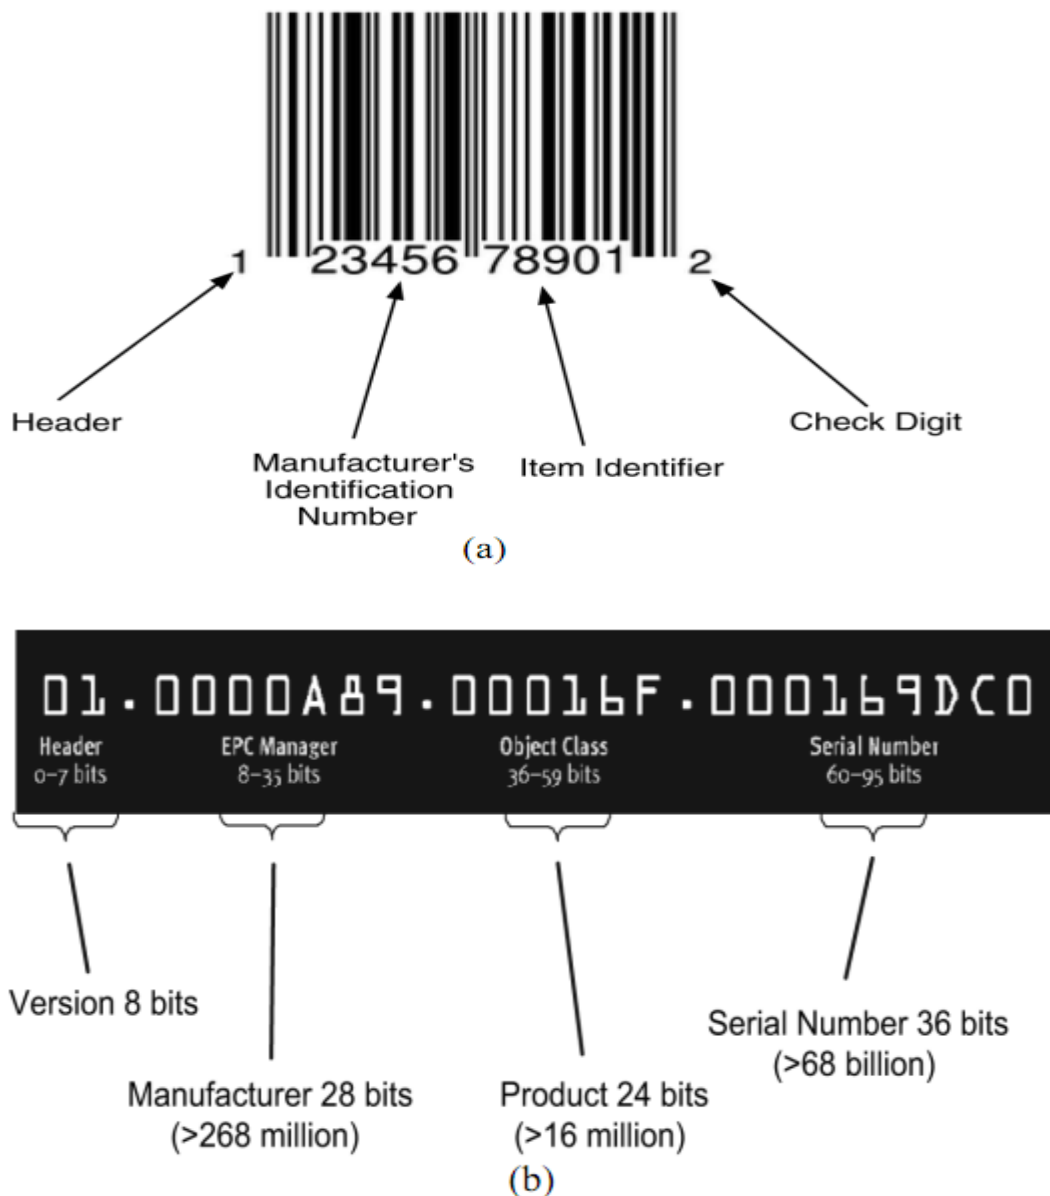 1 23456 78901 2
Header
Manufacturer's
Identification
Number
Item Identifier
Check Digit
(a)
01.0000A89.00016F.000169DC0
Header EPC Manager Object Class Serial Number
0–7 bits 8–35 bits 36–59 bits 60–95 bits
Version 8 bits
Manufacturer 28 bits
(>268 million)
Product 24 bits
(>16 million)
Serial Number 36 bits
(>68 billion)
(b)